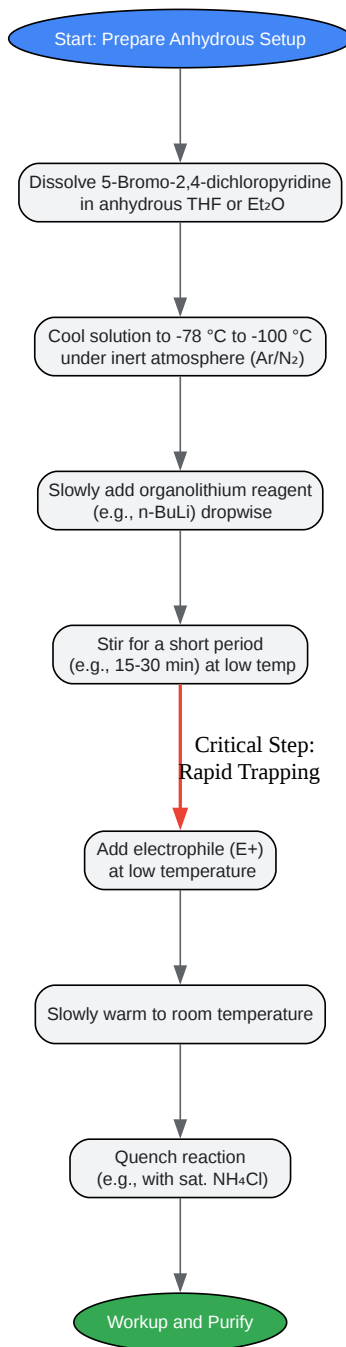 Start: Prepare Anhydrous Setup
Dissolve 5-Bromo-2,4-dichloropyridine
in anhydrous THF or Et₂O
Cool solution to -78 °C to -100 °C
under inert atmosphere (Ar/N₂)
Slowly add organolithium reagent
(e.g., n-BuLi) dropwise
Stir for a short period
(e.g., 15-30 min) at low temp
Critical Step:
Rapid Trapping
Add electrophile (E+)
at low temperature
Slowly warm to room temperature
Quench reaction
(e.g., with sat. NH₄Cl)
Workup and Purify